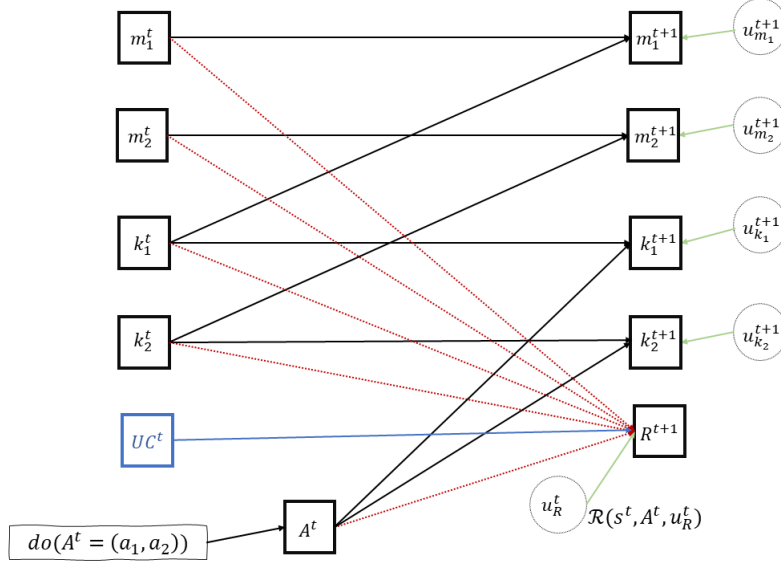 $m_1^t$ $m_1^{t+1}$ $u_{m_1}^{t+1}$
$m_2^t$ $m_2^{t+1}$ $u_{m_2}^{t+1}$
$k_1^t$ $k_1^{t+1}$ $u_{k_1}^{t+1}$
$k_2^t$ $k_2^{t+1}$ $u_{k_2}^{t+1}$
$UC^t$ $R^{t+1}$
$u_R^t$ $\mathcal{R}(s^t, A^t, u_R^t)$
$do(A^t = (a_1, a_2))$ $A^t$